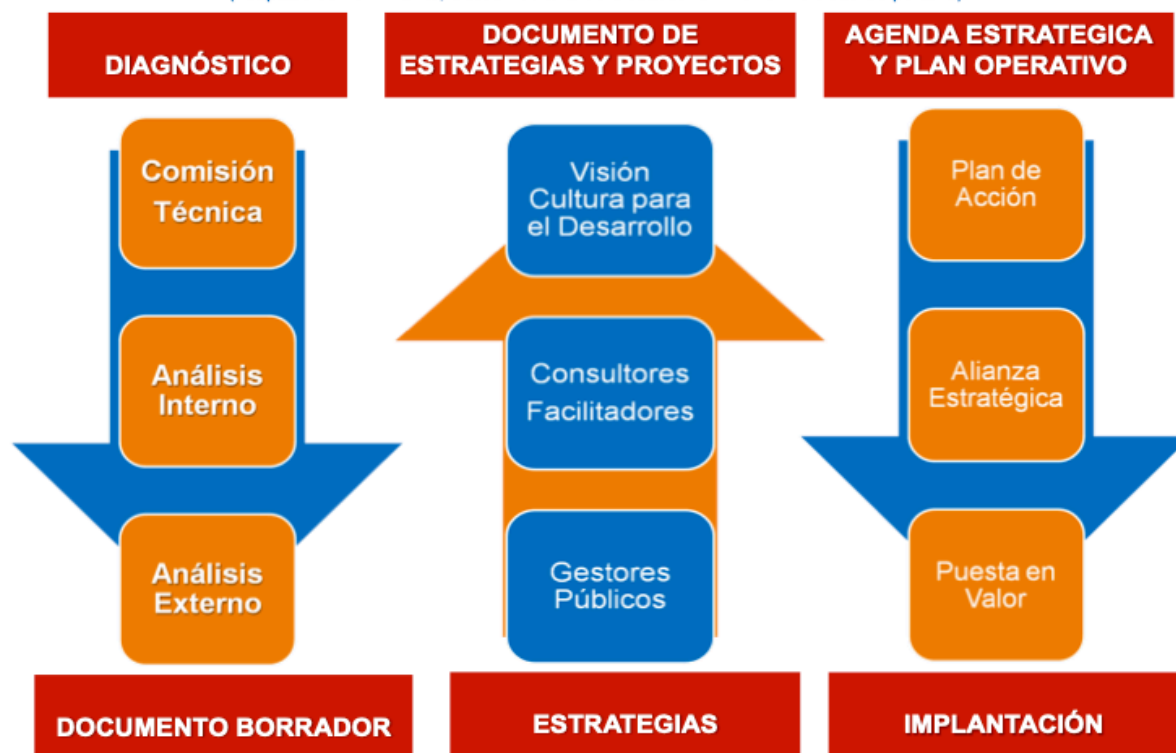 DIAGNÓSTICO
Comisión
Técnica
Análisis
Interno
Análisis
Externo
DOCUMENTO BORRADOR
DOCUMENTO DE
ESTRATEGIAS Y PROYECTOS
Visión
Cultura para
el Desarrollo
Consultores
Facilitadores
Gestores
Públicos
ESTRATEGIAS
AGENDA ESTRATEGICA
Y PLAN OPERATIVO
Plan de
Acción
Alianza
Estratégica
Puesta en
Valor
IMPLANTACIÓN